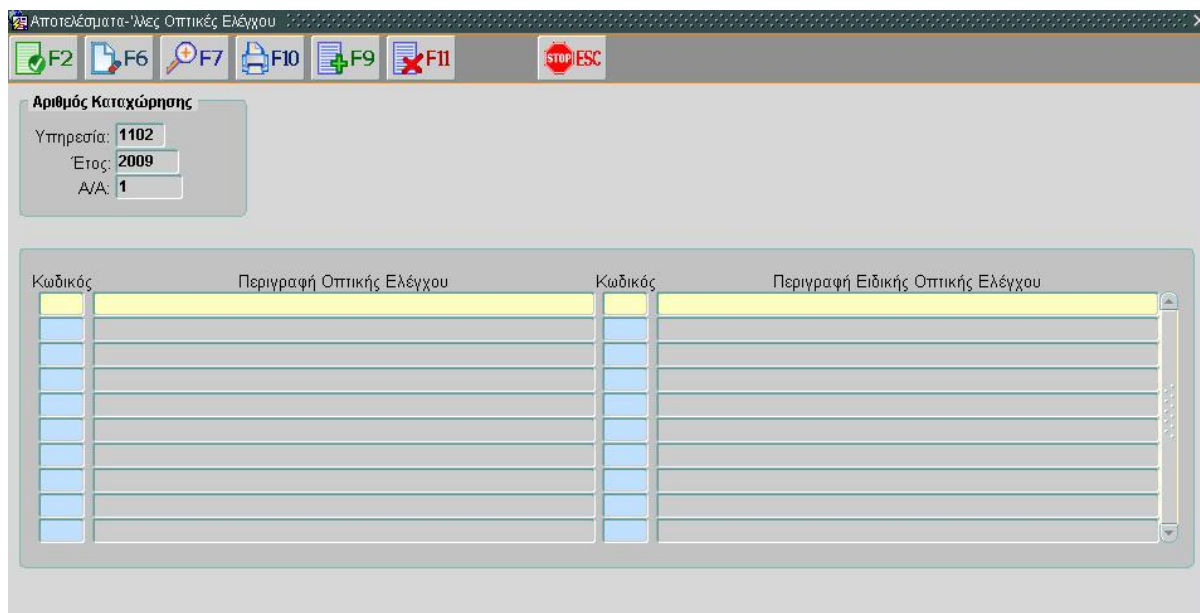 Αποτελέσματα-'λλες Οπτικές Ελέγχου
F2 F6 F7 F10 F9 F11 STOP ESC
Αριθμός Καταχώρησης
Υπηρεσία: 1102
Έτος: 2009
Α/Α: 1
Κωδικός Περιγραφή Οπτικής Ελέγχου Κωδικός Περιγραφή Ειδικής Οπτικής Ελέγχου